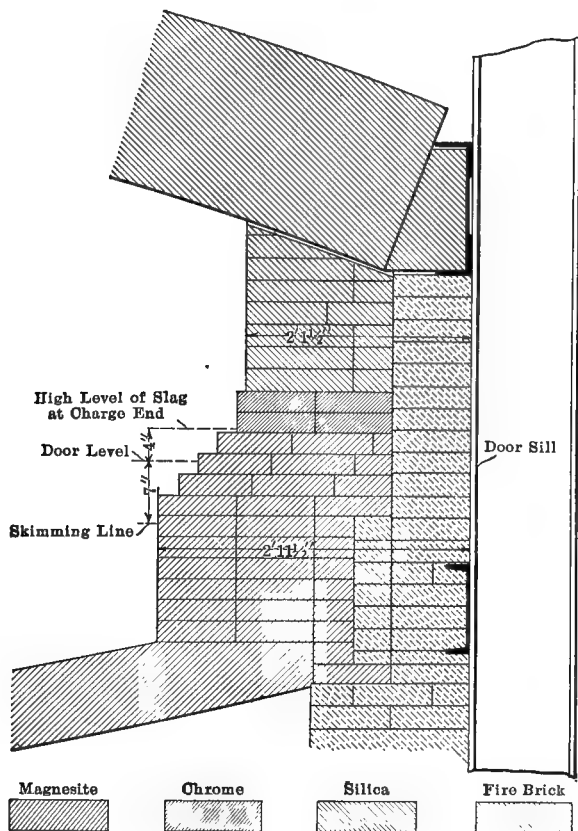 2'1½"
High Level of Slag
at Charge End
4"
Door Level
7"
Door Sill
Skimming Line
2'11½"
Magnesite Chrome Silica Fire Brick